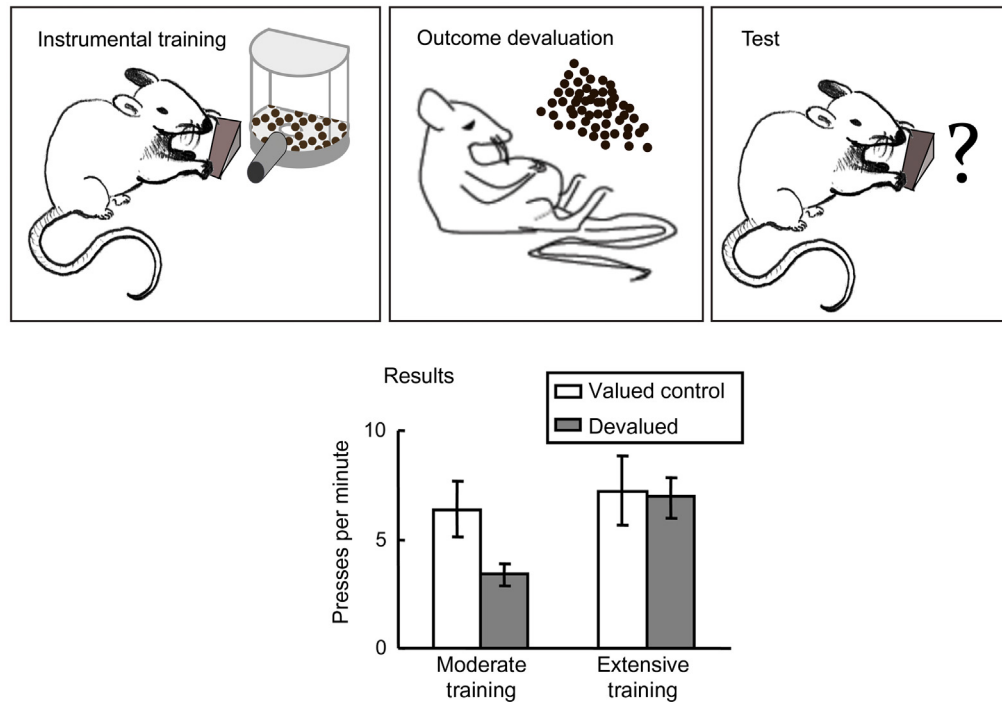 Instrumental training
Outcome devaluation
Test
?
Results
Valued control
Devalued
Presses per minute
10
5
0
Moderate
training
Extensive
training